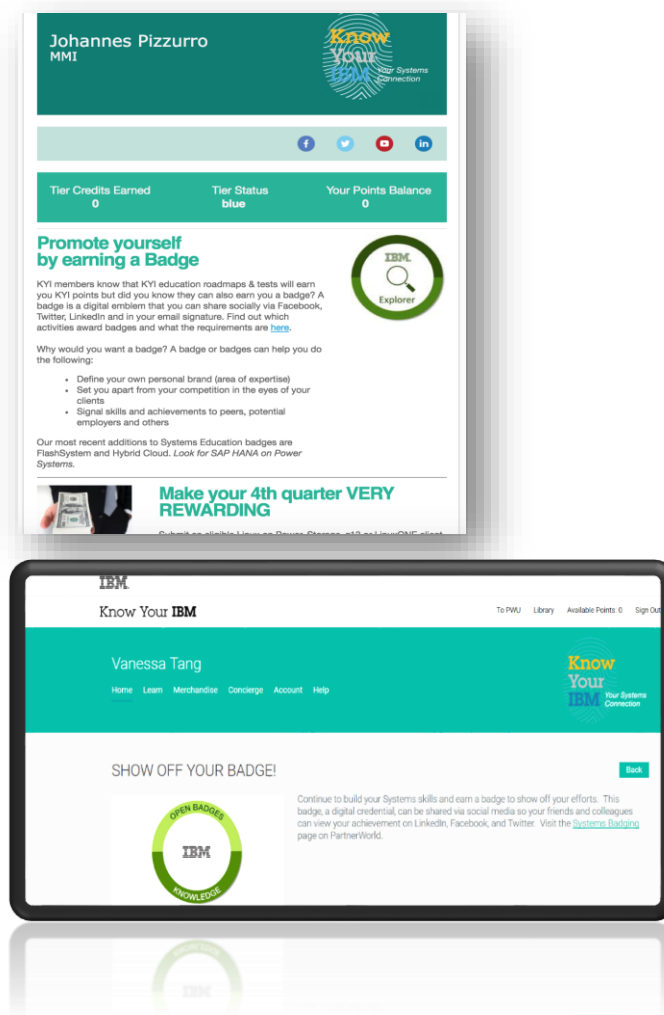 Johannes Pizzurro
MMI
Know
Your
IBM
Your Systems
Connection
Tier Credits Earned
0
Tier Status
blue
Your Points Balance
0
Promote yourself
by earning a Badge
IBM.
Explorer
KYI members know that KYI education roadmaps & tests will earn
you KYI points but did you know they can also earn you a badge? A
badge is a digital emblem that you can share socially via Facebook,
Twitter, LinkedIn and in your email signature. Find out which
activities award badges and what the requirements are here.
Why would you want a badge? A badge or badges can help you do
the following:
• Define your own personal brand (area of expertise)
• Set you apart from your competition in the eyes of your
clients
• Signal skills and achievements to peers, potential
employers and others
Our most recent additions to Systems Education badges are
FlashSystem and Hybrid Cloud. Look for SAP HANA on Power
Systems.
Make your 4th quarter VERY
REWARDING
IBM.
Know Your IBM
To PWU Library Available Points: 0 Sign Out
Vanessa Tang
Home Learn Merchandise Concierge Account Help
Know
Your
IBM
Your Systems
Connection
SHOW OFF YOUR BADGE!
Back
OPEN BADGES
IBM
KNOWLEDGE
Continue to build your Systems skills and earn a badge to show off your efforts. This
badge, a digital credential, can be shared via social media so your friends and colleagues
can view your achievement on LinkedIn, Facebook, and Twitter. Visit the Systems Badging
page on PartnerWorld.